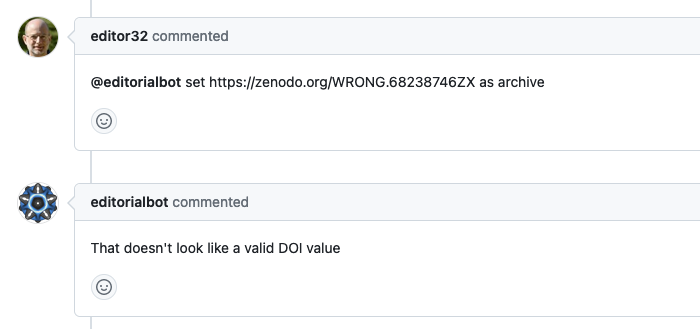 editor32 commented
@editorialbot set https://zenodo.org/WRONG.68238746ZX as archive
editorialbot commented
That doesn't look like a valid DOI value